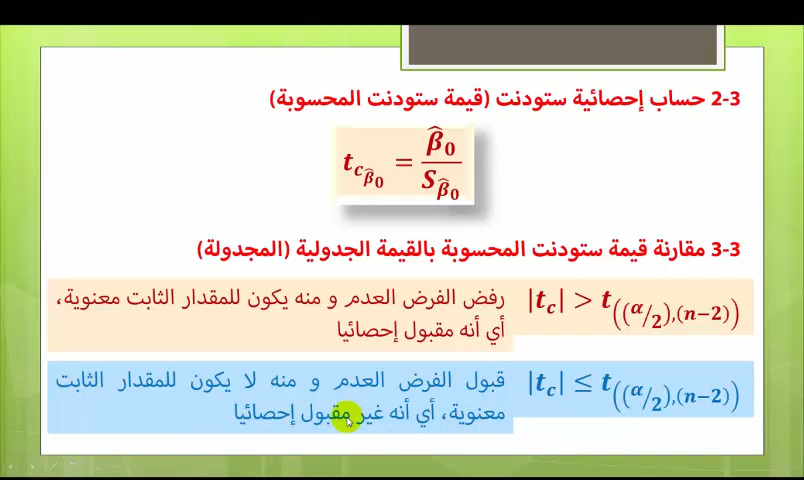 2-3 حساب إحصائية ستودنت (قيمة ستودنت المحسوبة)
t_{c_{β̂_0}} = β̂_0 / S_{β̂_0}
3-3 مقارنة قيمة ستودنت المحسوبة بالقيمة الجدولية (المجدولة)
|t_c| > t_{((α/2),(n−2))}
رفض الفرض العدم و منه يكون للمقدار الثابت معنوية،
أي أنه مقبول إحصائيا
|t_c| ≤ t_{((α/2),(n−2))}
قبول الفرض العدم و منه لا يكون للمقدار الثابت
معنوية، أي أنه غير مقبول إحصائيا